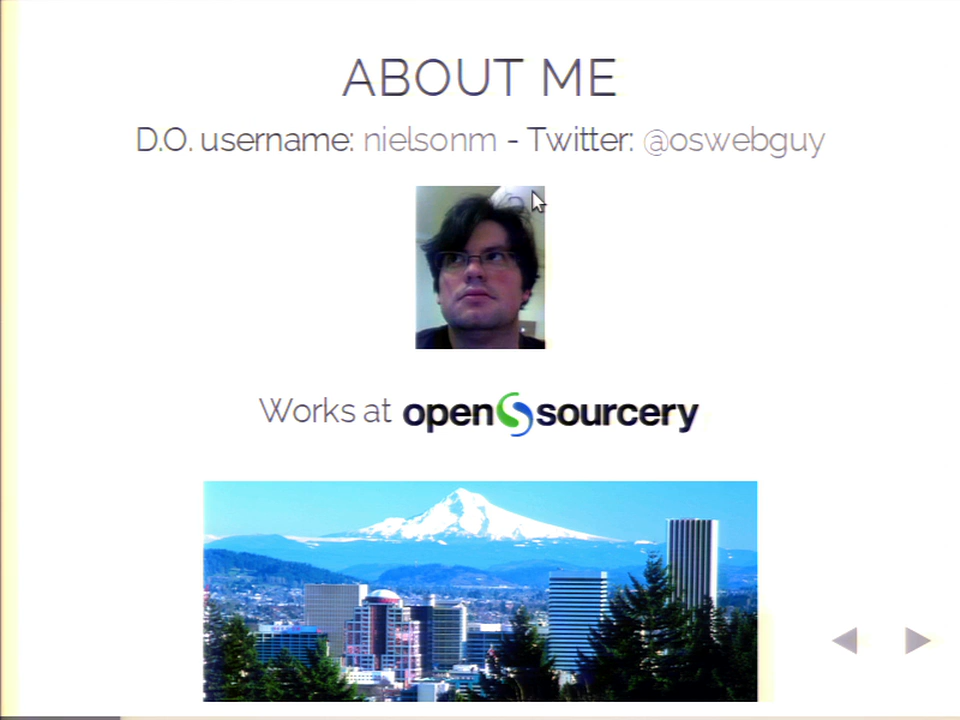 ABOUT ME
D.O. username: nielsonm - Twitter: @oswebguy
Works at open sourcery